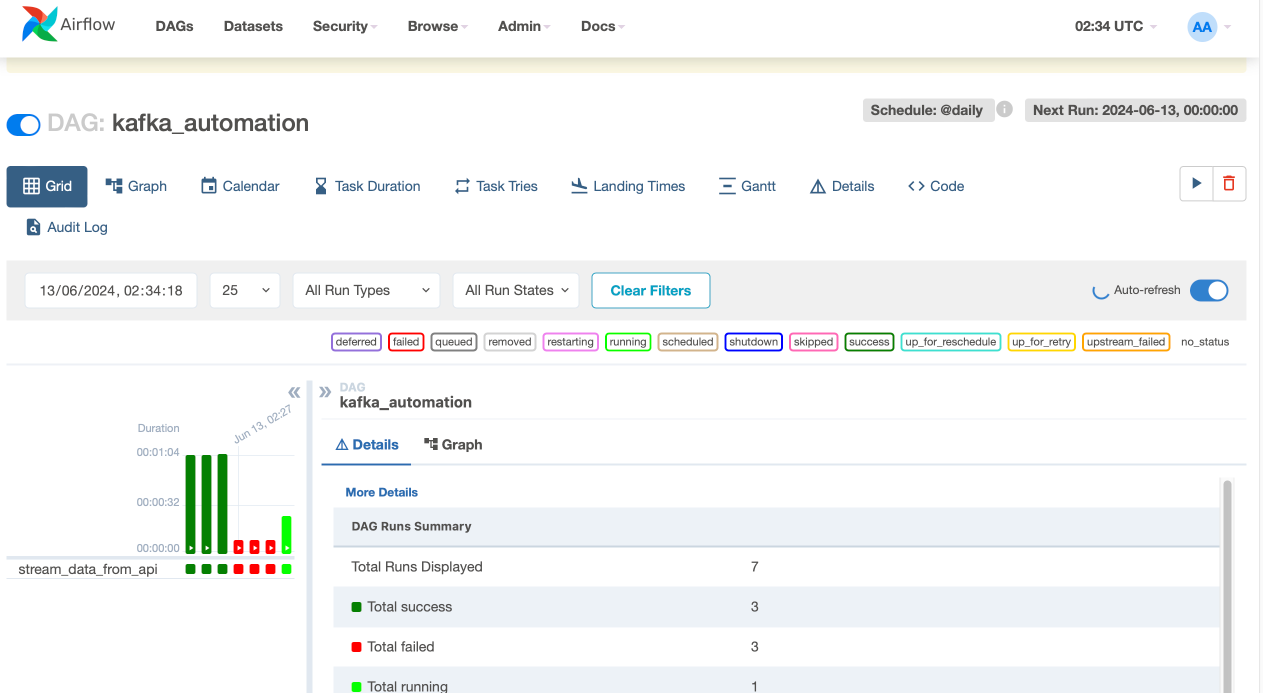 Airflow DAGs Datasets Security Browse Admin Docs 02:34 UTC AA
Schedule: @daily i Next Run: 2024-06-13, 00:00:00
DAG: kafka_automation
Grid Graph Calendar Task Duration Task Tries Landing Times Gantt Details Code
Audit Log
13/06/2024, 02:34:18 25 All Run Types All Run States Clear Filters Auto-refresh
deferred failed queued removed restarting running scheduled shutdown skipped success up_for_reschedule up_for_retry upstream_failed no_status
DAG
kafka_automation
Jun 13, 02:27
Duration
00:01:04
00:00:32
00:00:00
stream_data_from_api
Details Graph
More Details
DAG Runs Summary
Total Runs Displayed 7
Total success 3
Total failed 3
Total running 1